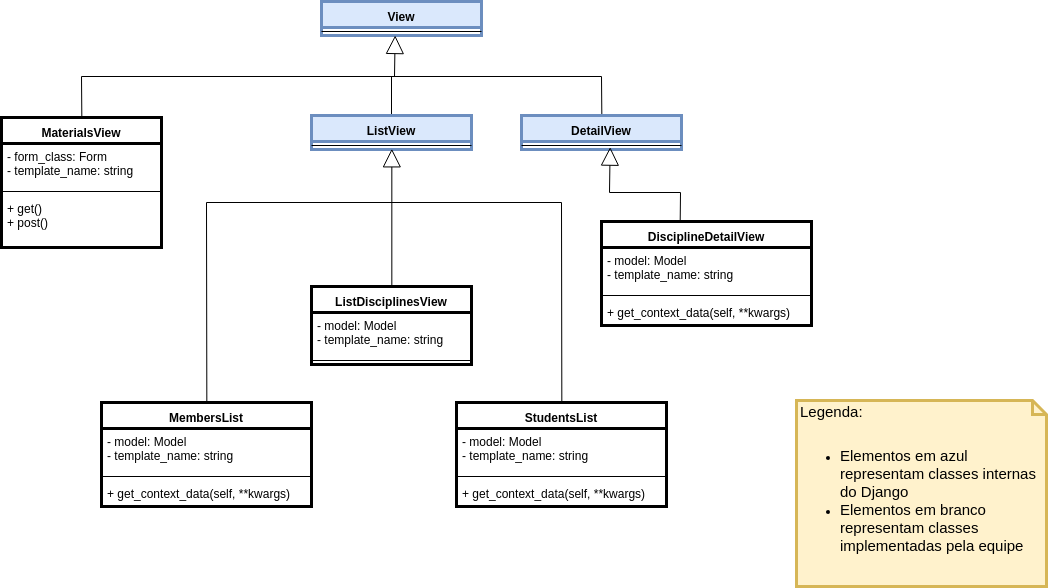 View
MaterialsView
- form_class: Form
- template_name: string
+ get()
+ post()
ListView
DetailView
DisciplineDetailView
- model: Model
- template_name: string
+ get_context_data(self, **kwargs)
ListDisciplinesView
- model: Model
- template_name: string
MembersList
- model: Model
- template_name: string
+ get_context_data(self, **kwargs)
StudentsList
- model: Model
- template_name: string
+ get_context_data(self, **kwargs)
Legenda:
• Elementos em azul
representam classes internas
do Django
• Elementos em branco
representam classes
implementadas pela equipe